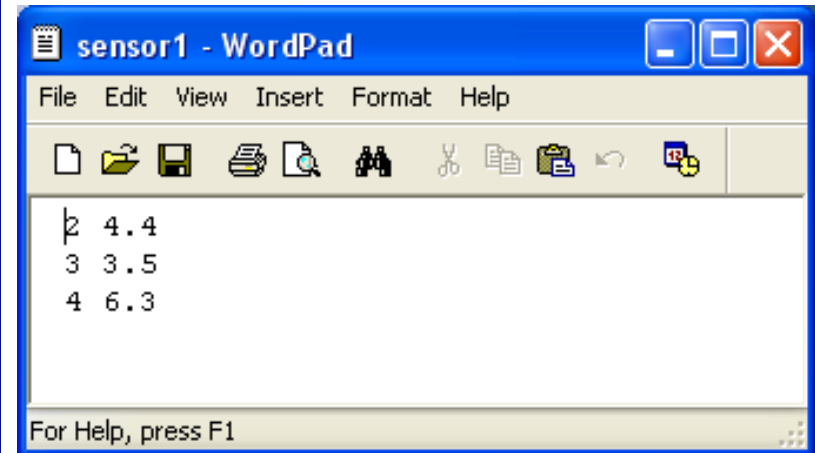 sensor1 - WordPad
File Edit View Insert Format Help
12
2 4.4
3 3.5
4 6.3
For Help, press F1